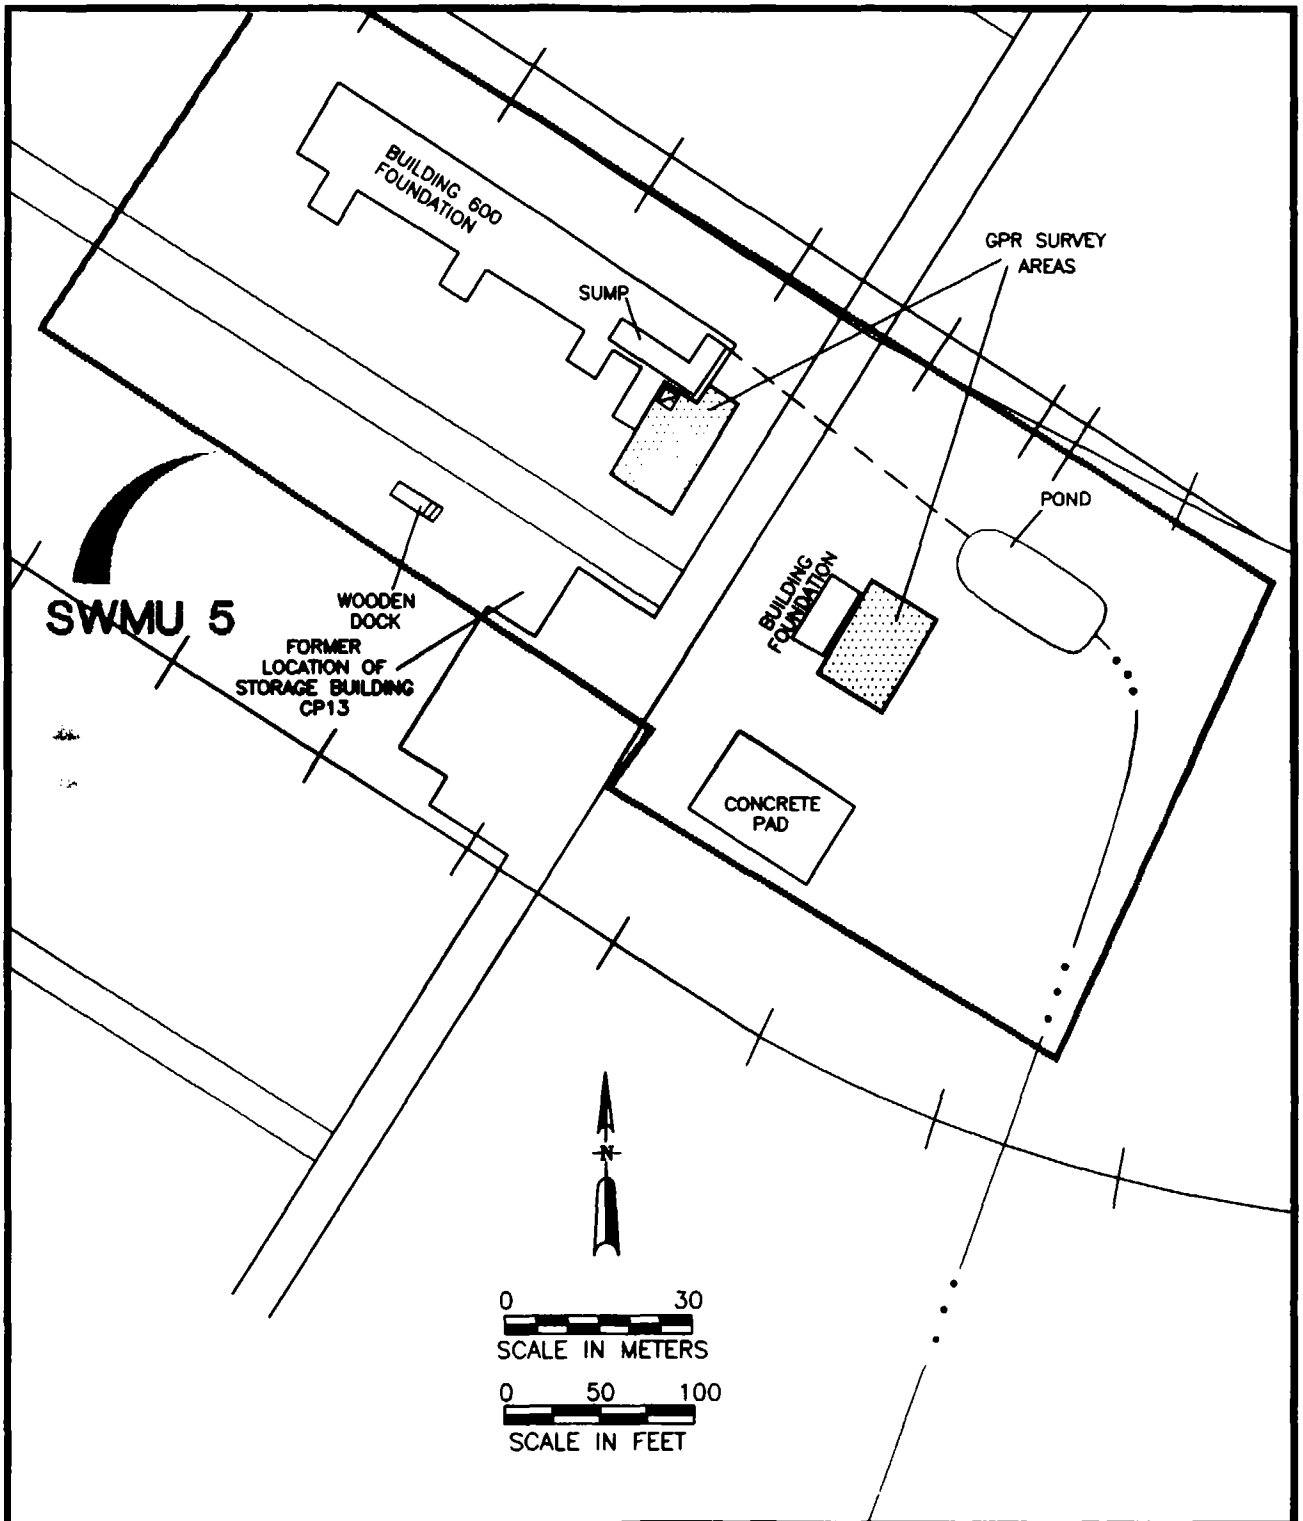 BUILDING 600
FOUNDATION
GPR SURVEY
AREAS
SUMP
POND
BUILDING
FOUNDATION
SWMU 5
WOODEN
DOCK
FORMER
LOCATION OF
STORAGE BUILDING
CP13
CONCRETE
PAD
N
0 30
SCALE IN METERS
0 50 100
SCALE IN FEET